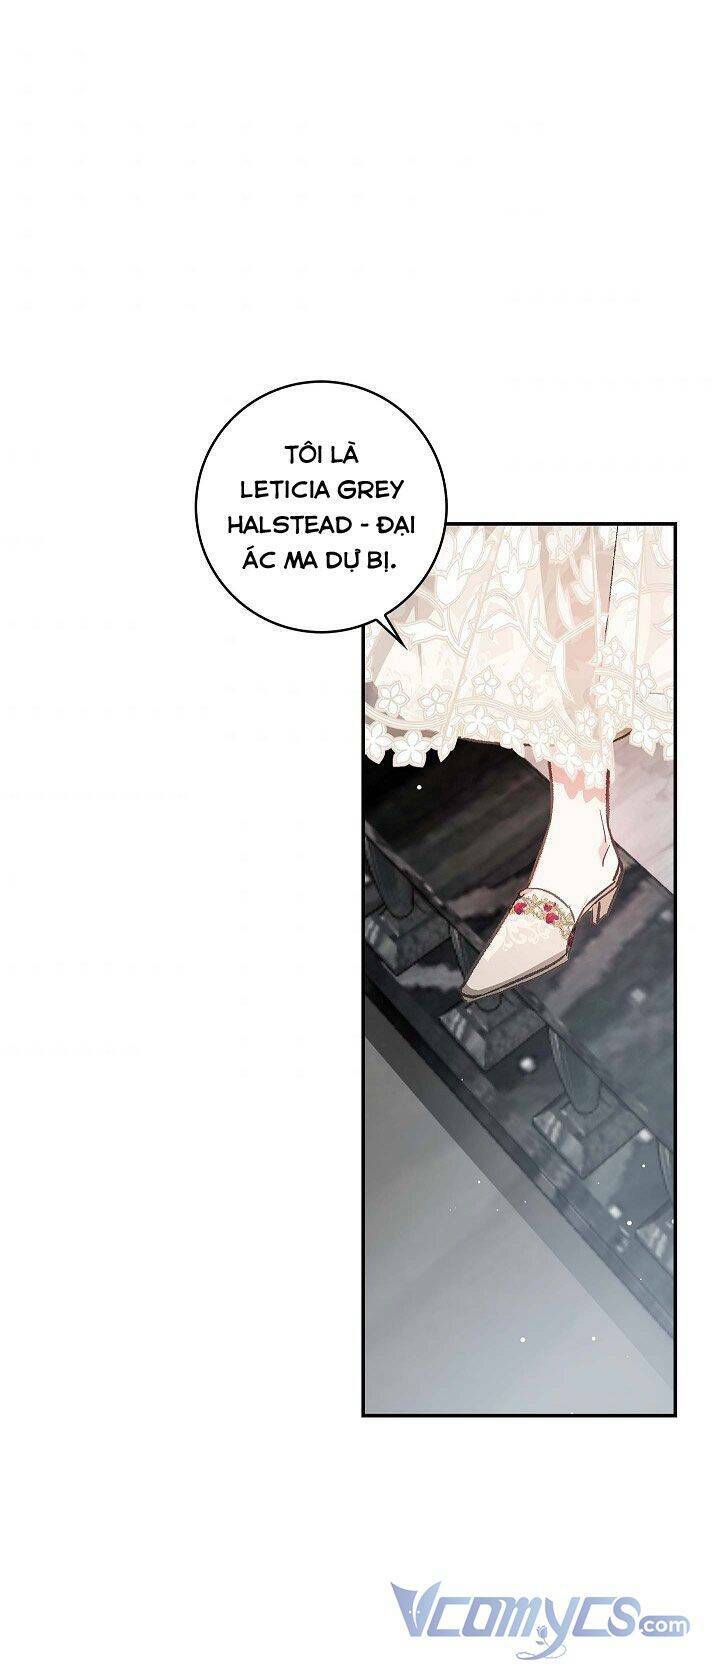 TÔI LÀ
LETICIA GREY
HALSTEAD - ĐẠI
ÁC MA DỰ BỊ.
VCOMYCS.com